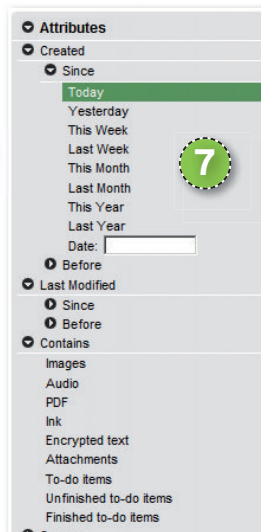 Attributes
Created
Since
Today
Yesterday
This Week
Last Week
This Month
Last Month
This Year
Last Year
Date:
Before
Last Modified
Since
Before
Contains
Images
Audio
PDF
Ink
Encrypted text
Attachments
To-do items
Unfinished to-do items
Finished to-do items
7